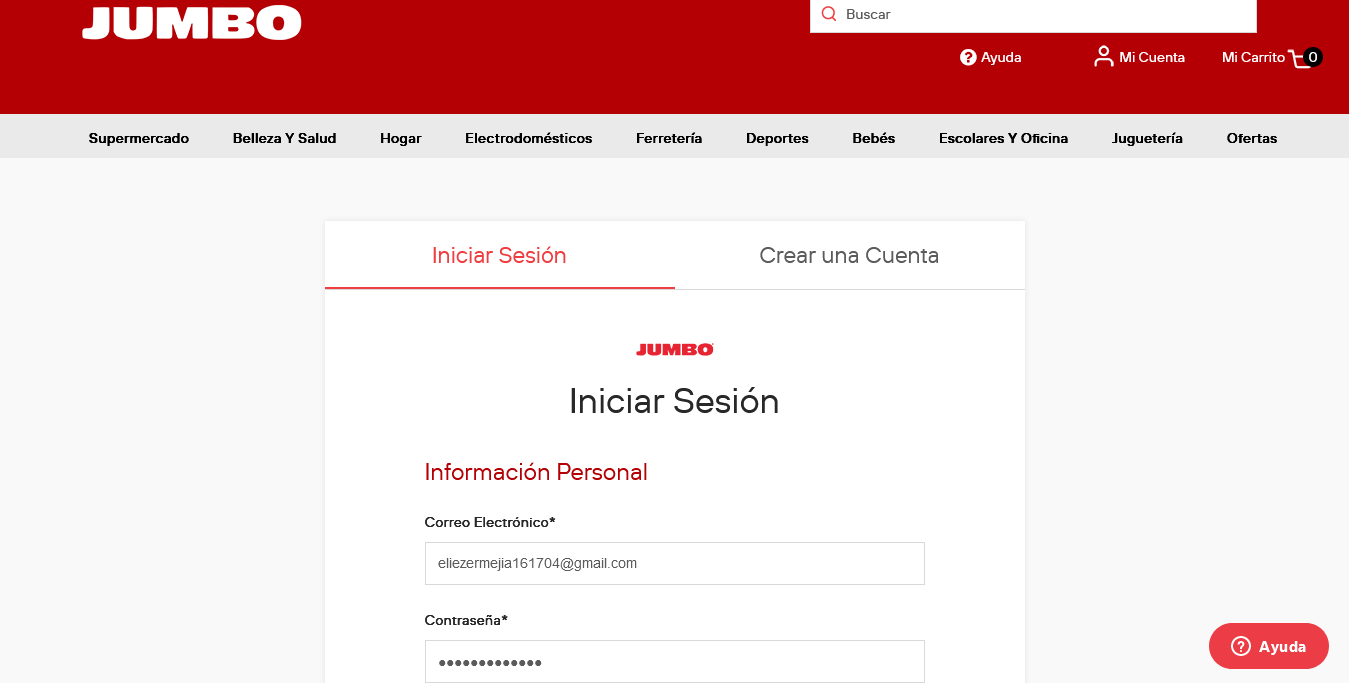 JUMBO
Buscar
Ayuda
Mi Cuenta
Mi Carrito 0
Supermercado Belleza Y Salud Hogar Electrodomésticos Ferretería Deportes Bebés Escolares Y Oficina Juguetería Ofertas
Iniciar Sesión Crear una Cuenta
JUMBO
Iniciar Sesión
Información Personal
Correo Electrónico*
eliezermejia161704@gmail.com
Contraseña*
•••••••••••••
Ayuda